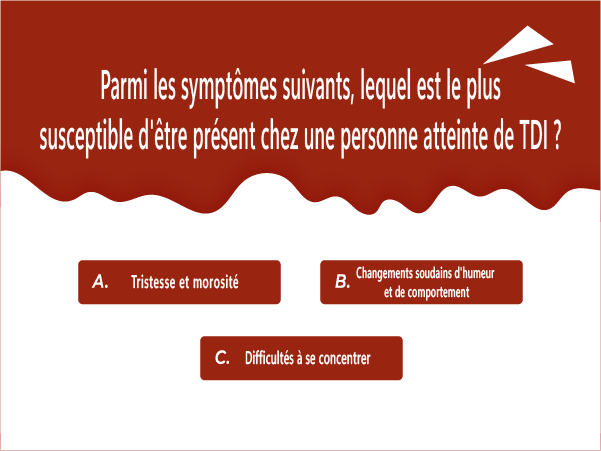 Parmi les symptômes suivants, lequel est le plus
susceptible d'être présent chez une personne atteinte de TDI ?
A. Tristesse et morosité
B. Changements soudains d'humeur
et de comportement
C. Difficultés à se concentrer